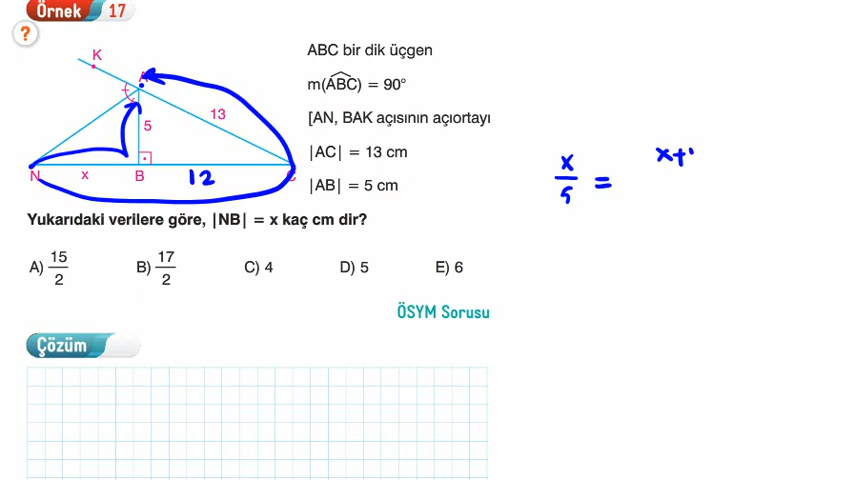 Örnek 17
?
K
A
13
5
N x B 12 C
ABC bir dik üçgen
m(ABC) = 90°
[AN, BAK açısının açıortayı
|AC| = 13 cm
|AB| = 5 cm
x/5 = x+
Yukarıdaki verilere göre, |NB| = x kaç cm dir?
A) 15/2 B) 17/2 C) 4 D) 5 E) 6
ÖSYM Sorusu
Çözüm